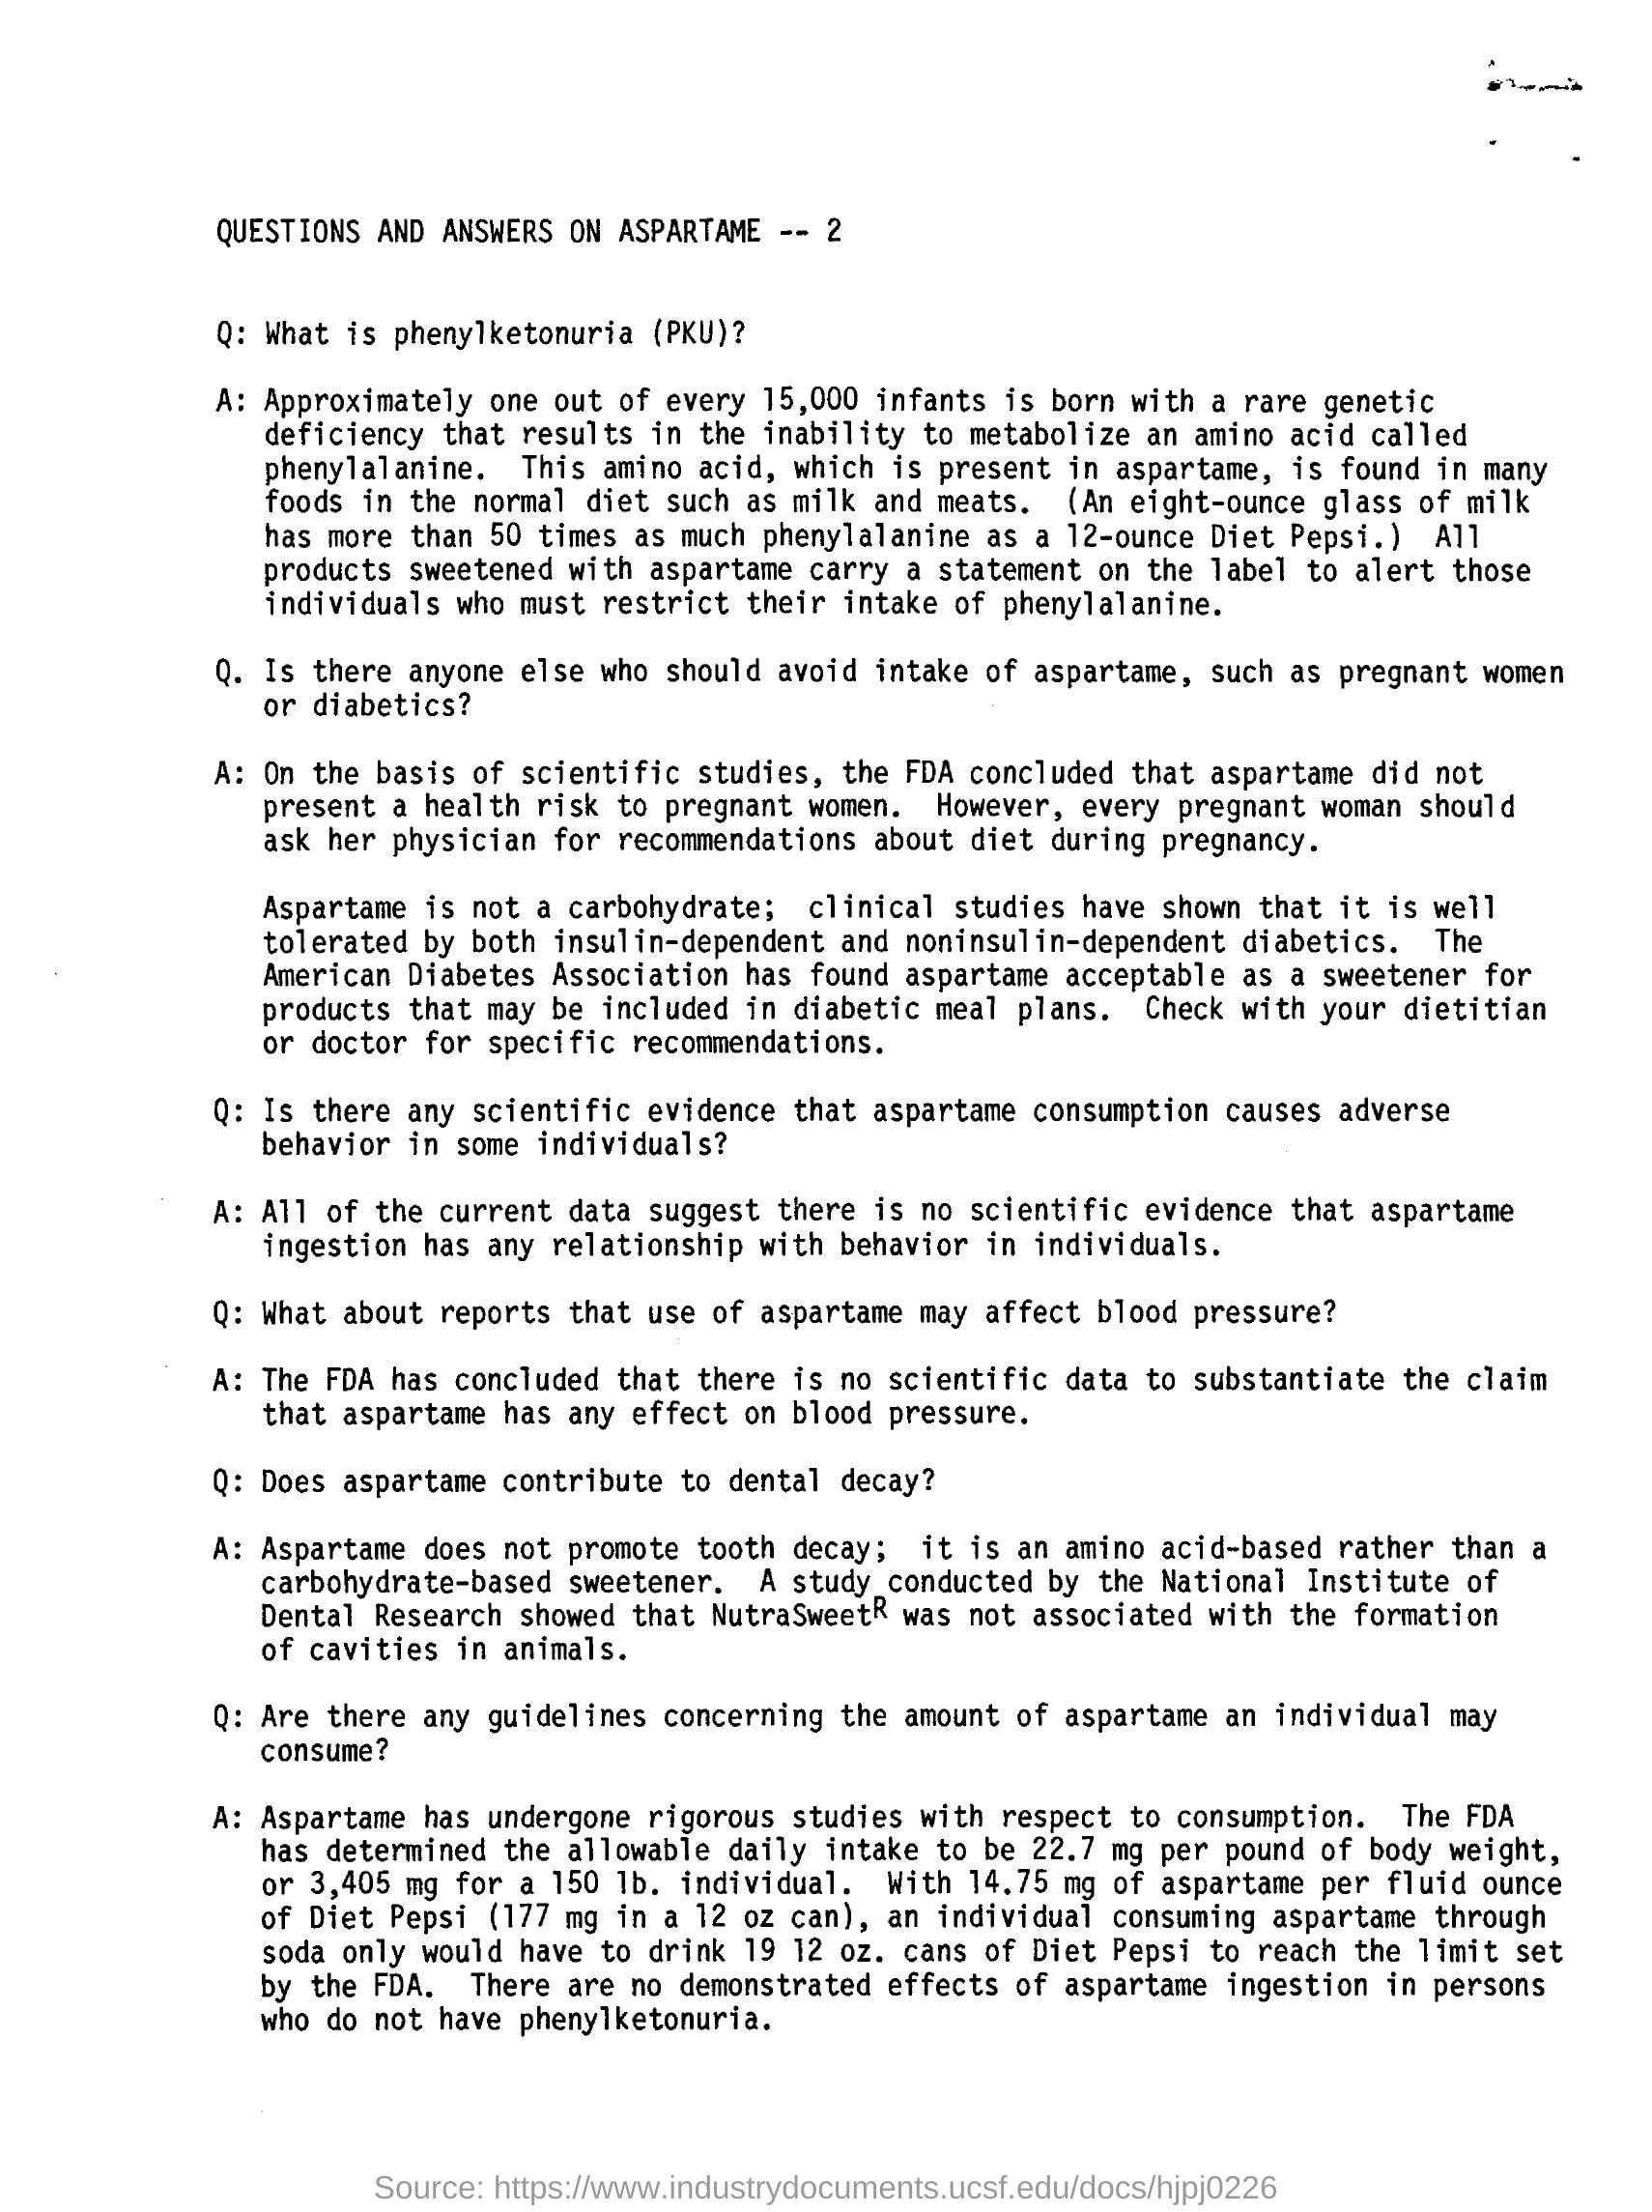 QUESTIONS AND ANSWERS ON ASPARTAME -- 2
Q: What is phenylketonuria (PKU)?
A: Approximately one out of every 15,000 infants is born with a rare genetic
deficiency that results in the inability to metabolize an amino acid called
phenylalanine. This amino acid, which is present in aspartame, is found in many
foods in the normal diet such as milk and meats. (An eight-ounce glass of milk
has more than 50 times as much phenylalanine as a 12-ounce Diet Pepsi.) All
products sweetened with aspartame carry a statement on the label to alert those
individuals who must restrict their intake of phenylalanine.
Q. Is there anyone else who should avoid intake of aspartame, such as pregnant women
or diabetics?
A: On the basis of scientific studies, the FDA concluded that aspartame did not
present a health risk to pregnant women. However, every pregnant woman should
ask her physician for recommendations about diet during pregnancy.
Aspartame is not a carbohydrate; clinical studies have shown that it is well
tolerated by both insulin-dependent and noninsulin-dependent diabetics. The
American Diabetes Association has found aspartame acceptable as a sweetener for
products that may be included in diabetic meal plans. Check with your dietitian
or doctor for specific recommendations.
Q: Is there any scientific evidence that aspartame consumption causes adverse
behavior in some individuals?
A: All of the current data suggest there is no scientific evidence that aspartame
ingestion has any relationship with behavior in individuals.
Q: What about reports that use of aspartame may affect blood pressure?
A: The FDA has concluded that there is no scientific data to substantiate the claim
that aspartame has any effect on blood pressure.
Q: Does aspartame contribute to dental decay?
A: Aspartame does not promote tooth decay; it is an amino acid-based rather than a
carbohydrate-based sweetener. A study conducted by the National Institute of
Dental Research showed that NutraSweetR was not associated with the formation
of cavities in animals.
Q: Are there any guidelines concerning the amount of aspartame an individual may
consume?
A: Aspartame has undergone rigorous studies with respect to consumption. The FDA
has determined the allowable daily intake to be 22.7 mg per pound of body weight,
or 3,405 mg for a 150 lb. individual. With 14.75 mg of aspartame per fluid ounce
of Diet Pepsi (177 mg in a 12 oz can), an individual consuming aspartame through
soda only would have to drink 19 12 oz. cans of Diet Pepsi to reach the limit set
by the FDA. There are no demonstrated effects of aspartame ingestion in persons
who do not have phenylketonuria.
Source: https://www.industrydocuments.ucsf.edu/docs/hjpj0226